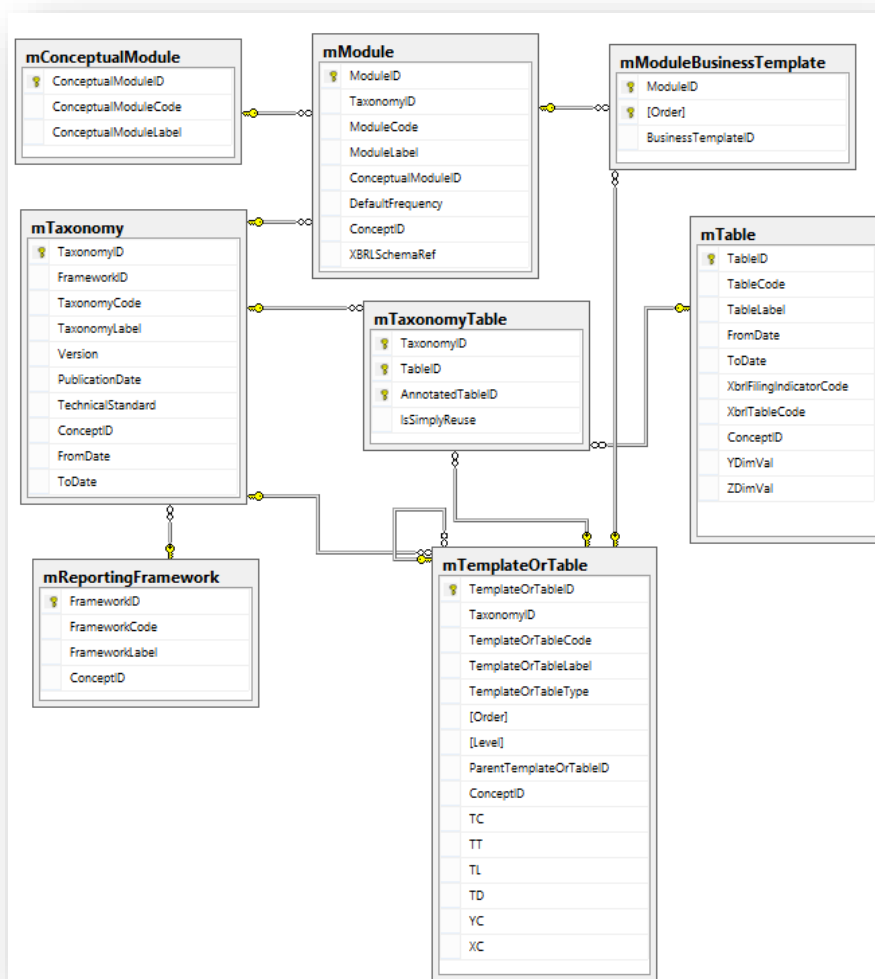 mConceptualModule
ConceptualModuleID
ConceptualModuleCode
ConceptualModuleLabel
mModule
ModuleID
TaxonomyID
ModuleCode
ModuleLabel
ConceptualModuleID
DefaultFrequency
ConceptID
XBRLSchemaRef
mModuleBusinessTemplate
ModuleID
[Order]
BusinessTemplateID
mTaxonomy
TaxonomyID
FrameworkID
TaxonomyCode
TaxonomyLabel
Version
PublicationDate
TechnicalStandard
ConceptID
FromDate
ToDate
mTaxonomyTable
TaxonomyID
TableID
AnnotatedTableID
IsSimplyReuse
mTable
TableID
TableCode
TableLabel
FromDate
ToDate
XbrlFilingIndicatorCode
XbrlTableCode
ConceptID
YDimVal
ZDimVal
mReportingFramework
FrameworkID
FrameworkCode
FrameworkLabel
ConceptID
mTemplateOrTable
TemplateOrTableID
TaxonomyID
TemplateOrTableCode
TemplateOrTableLabel
TemplateOrTableType
[Order]
[Level]
ParentTemplateOrTableID
ConceptID
TC
TT
TL
TD
YC
XC